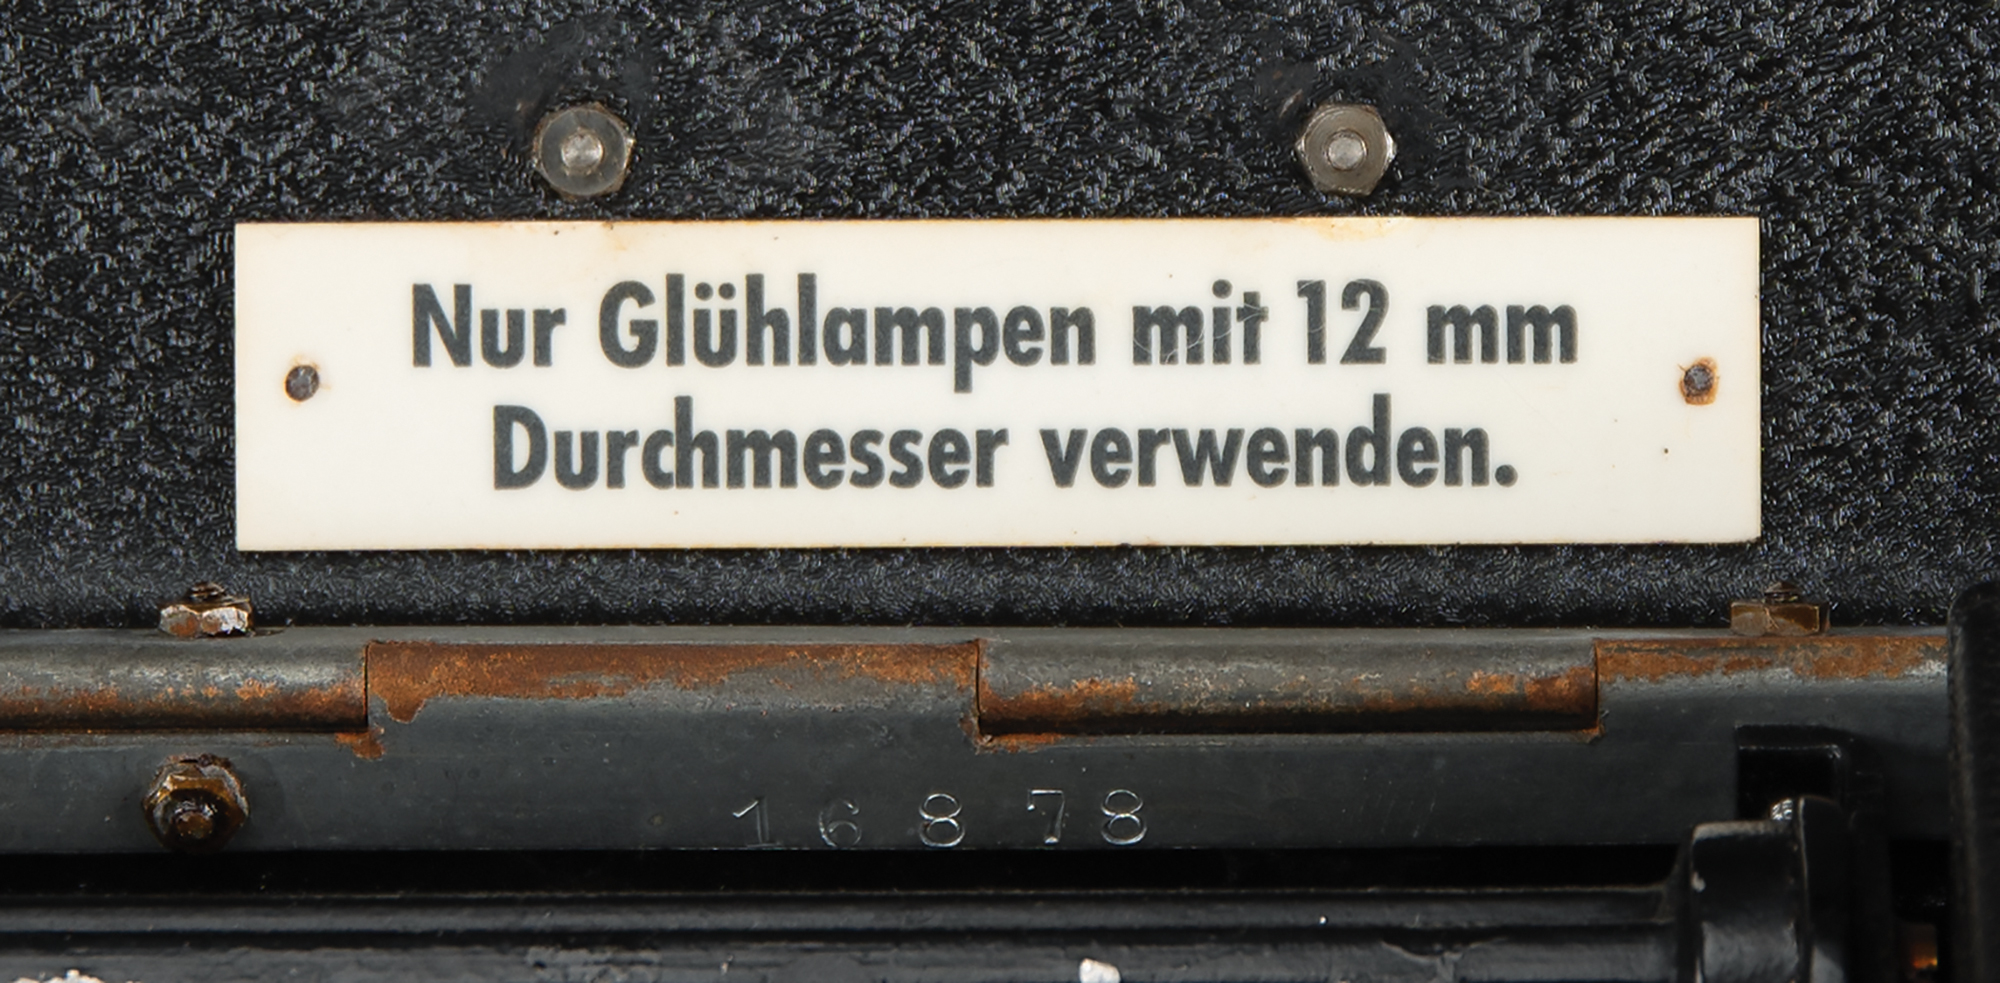 Nur Glühlampen mit 12 mm
Durchmesser verwenden.
16878